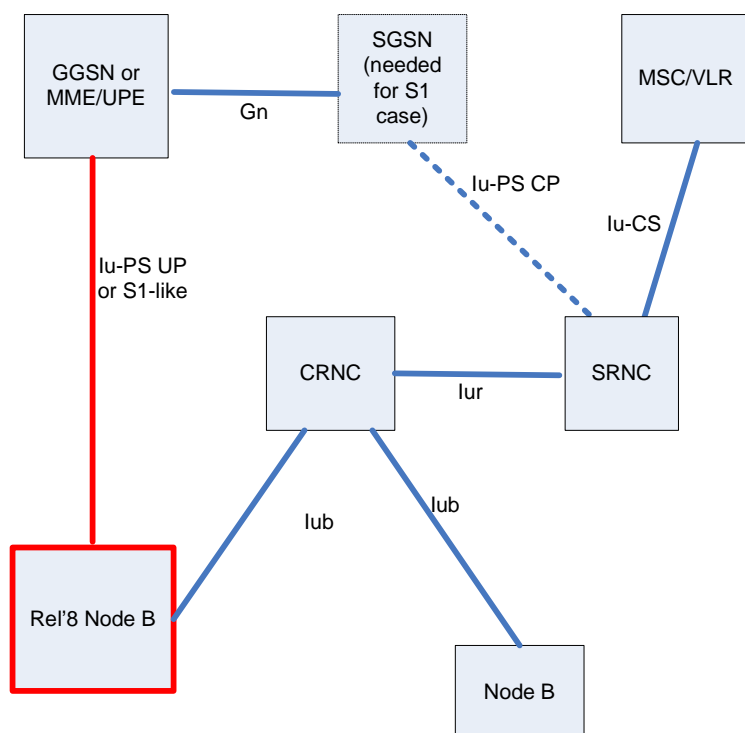 GGSN or
MME/UPE
SGSN
(needed
for S1
case)
MSC/VLR
Gn
Iu-PS CP
Iu-CS
Iu-PS UP
or S1-like
CRNC
SRNC
Iur
Iub
Iub
Rel’8 Node B
Node B